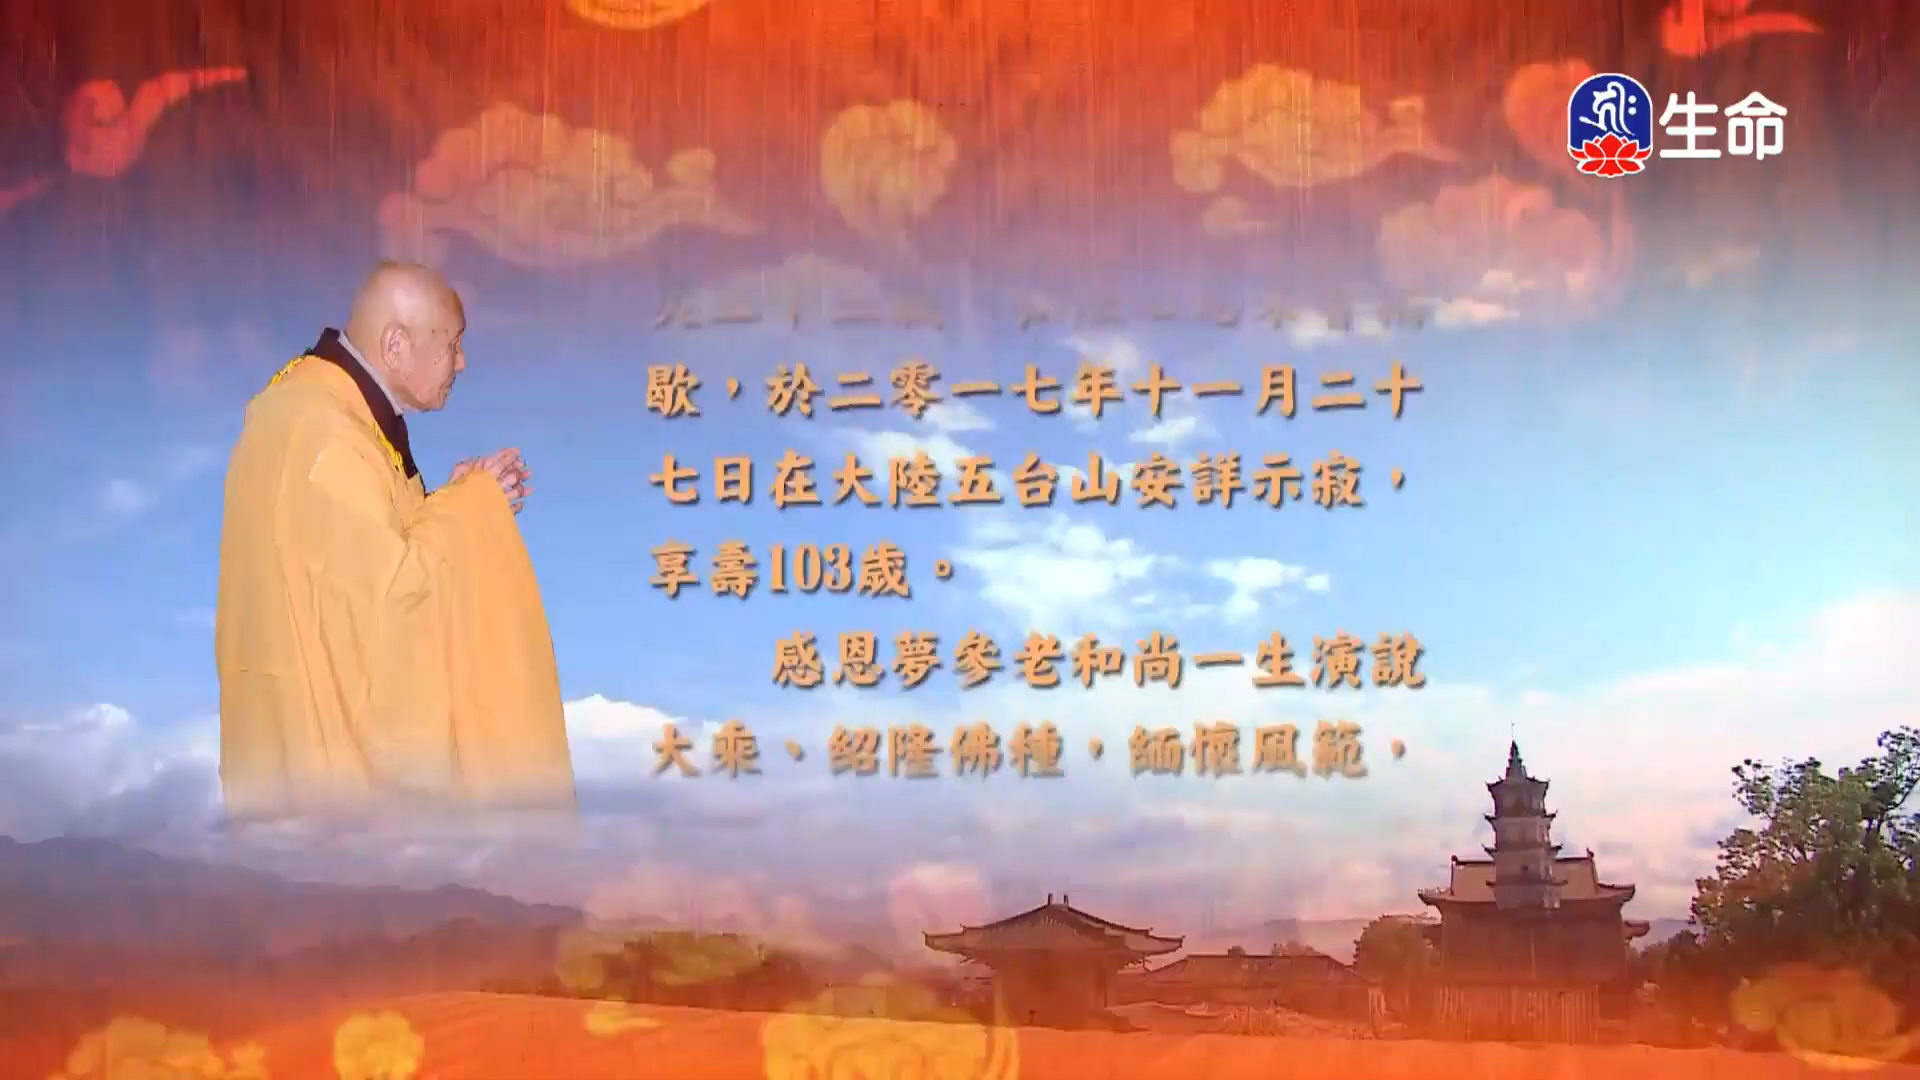 生命
歇，於二零一七年十一月二十
七日在大陸五台山安詳示寂，
享壽103歲。
感恩夢參老和尚一生演說
大乘、紹隆佛種，緬懷風範，